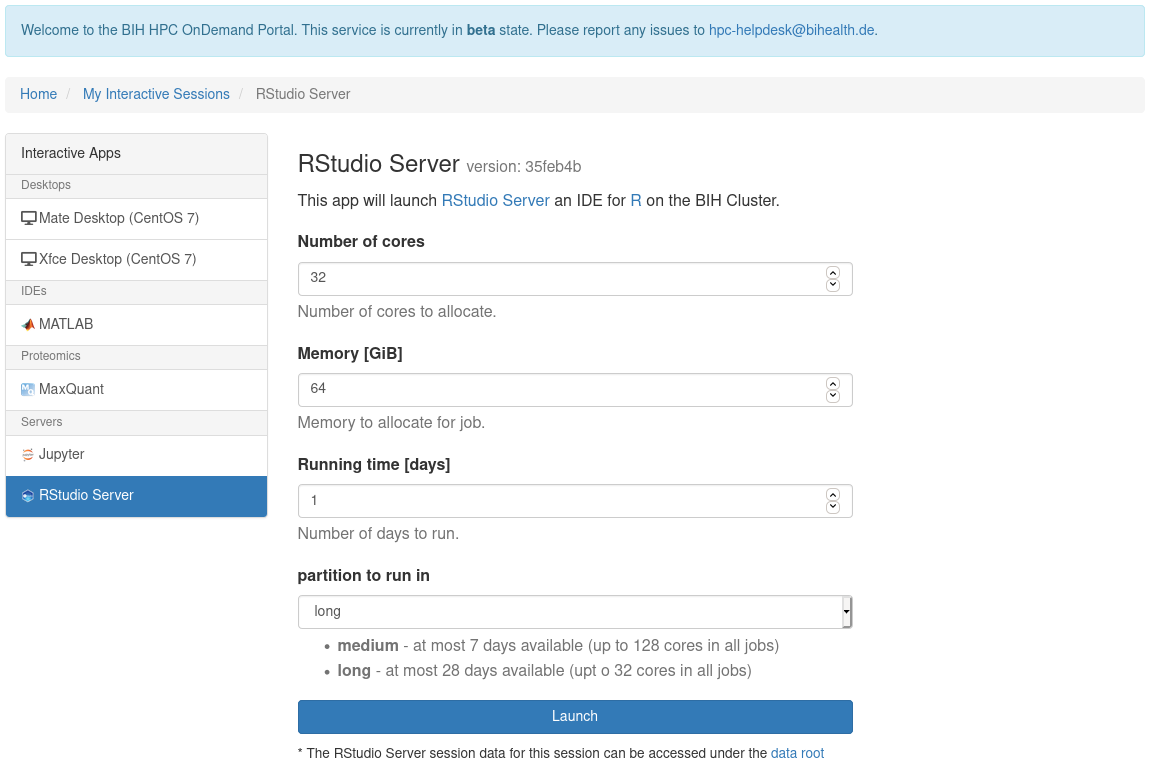 Welcome to the BIH HPC OnDemand Portal. This service is currently in beta state. Please report any issues to hpc-helpdesk@bihealth.de.
Home / My Interactive Sessions / RStudio Server
Interactive Apps
Desktops
Mate Desktop (CentOS 7)
Xfce Desktop (CentOS 7)
IDEs
MATLAB
Proteomics
MaxQuant
Servers
Jupyter
RStudio Server
RStudio Server version: 35feb4b
This app will launch RStudio Server an IDE for R on the BIH Cluster.
Number of cores
32
Number of cores to allocate.
Memory [GiB]
64
Memory to allocate for job.
Running time [days]
1
Number of days to run.
partition to run in
long
• medium - at most 7 days available (up to 128 cores in all jobs)
• long - at most 28 days available (upt o 32 cores in all jobs)
Launch
* The RStudio Server session data for this session can be accessed under the data root